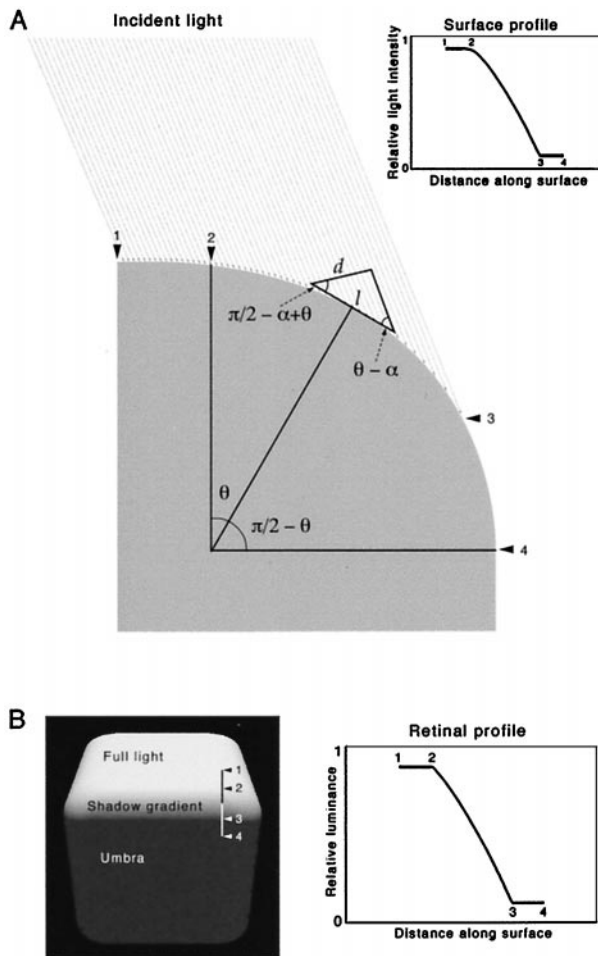 A
Incident light
Surface profile
Relative light intensity
1
0
1 2
3 4
Distance along surface
1
2
d
l
π/2 – α+θ
θ – α
3
θ
π/2 – θ
4
B
Full light
Shadow gradient
Umbra
1
2
3
4
Retinal profile
Relative luminance
1
0
1 2
3 4
Distance along surface